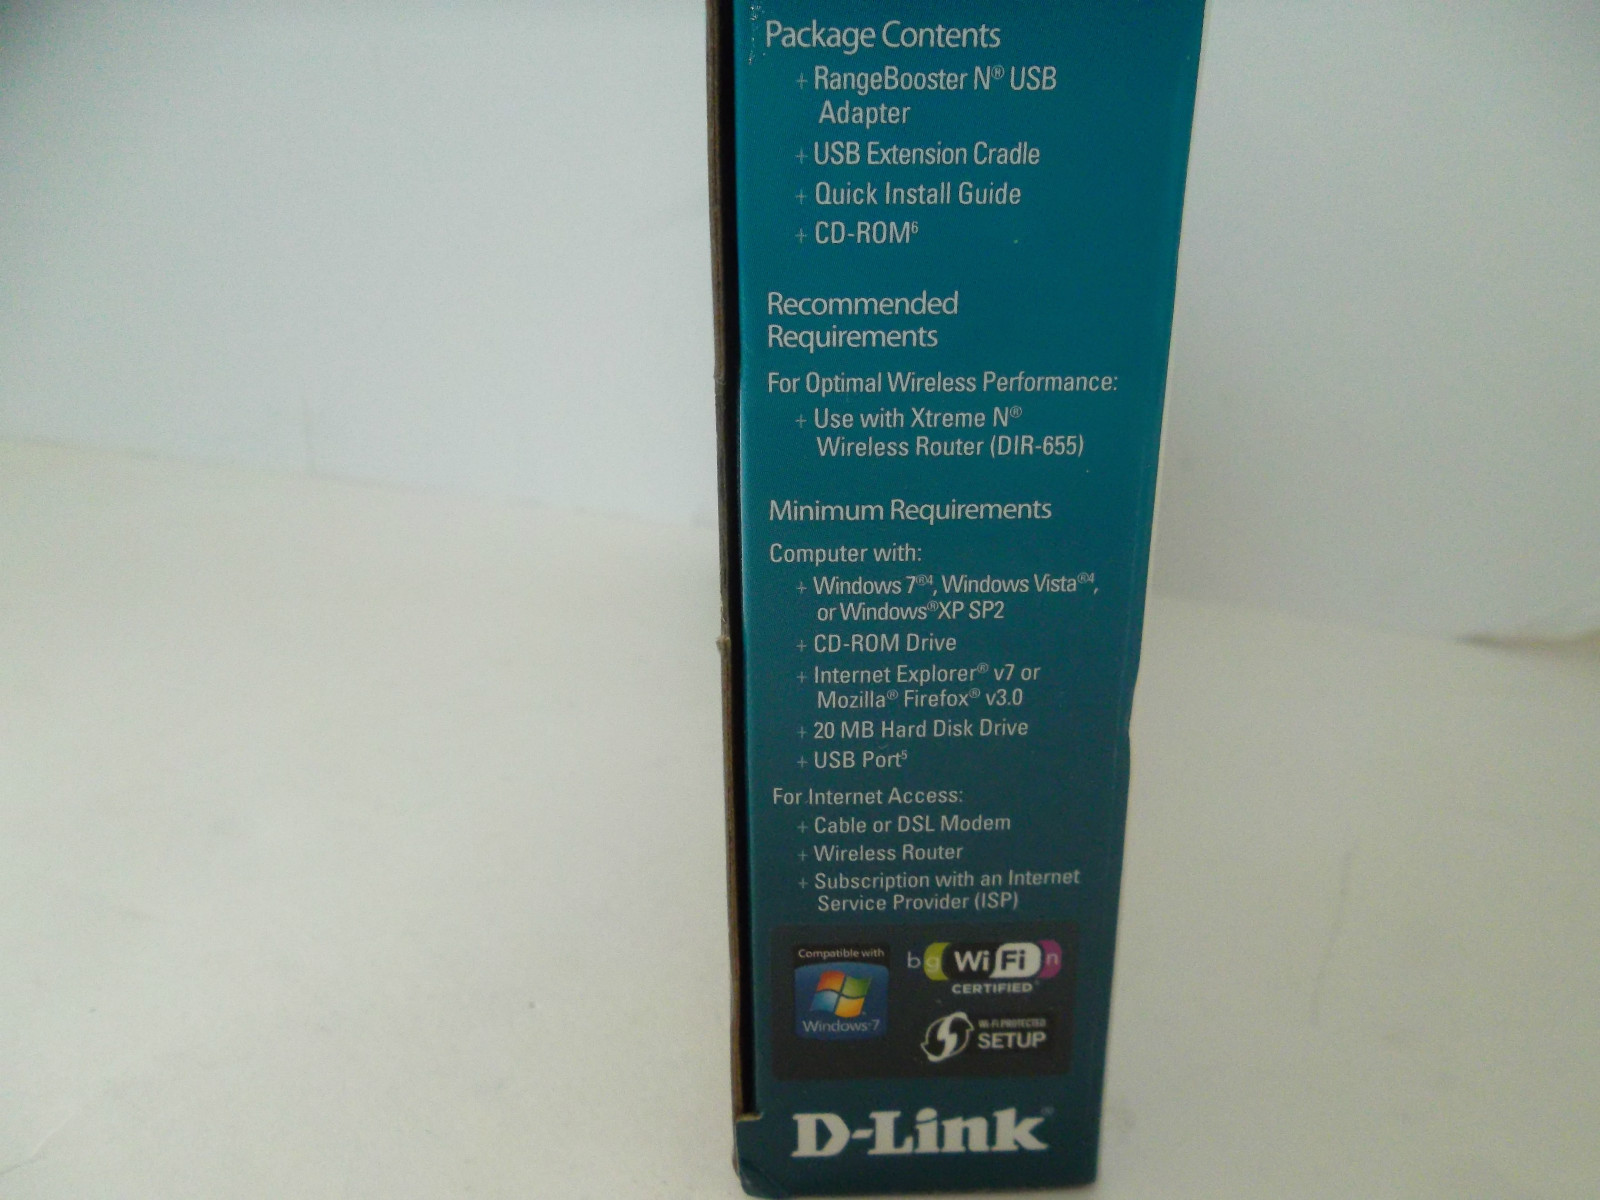 Package Contents
+ RangeBooster N® USB
Adapter
+ USB Extension Cradle
+ Quick Install Guide
+ CD-ROM⁶
Recommended
Requirements
For Optimal Wireless Performance:
+ Use with Xtreme N®
Wireless Router (DIR-655)
Minimum Requirements
Computer with:
+ Windows 7®⁴, Windows Vista®⁴,
or Windows®XP SP2
+ CD-ROM Drive
+ Internet Explorer® v7 or
Mozilla® Firefox® v3.0
+ 20 MB Hard Disk Drive
+ USB Port⁵
For Internet Access:
+ Cable or DSL Modem
+ Wireless Router
+ Subscription with an Internet
Service Provider (ISP)
Compatible with
Windows 7
b g Wi Fi n
CERTIFIED
WI-FI PROTECTED
SETUP
D-Link®